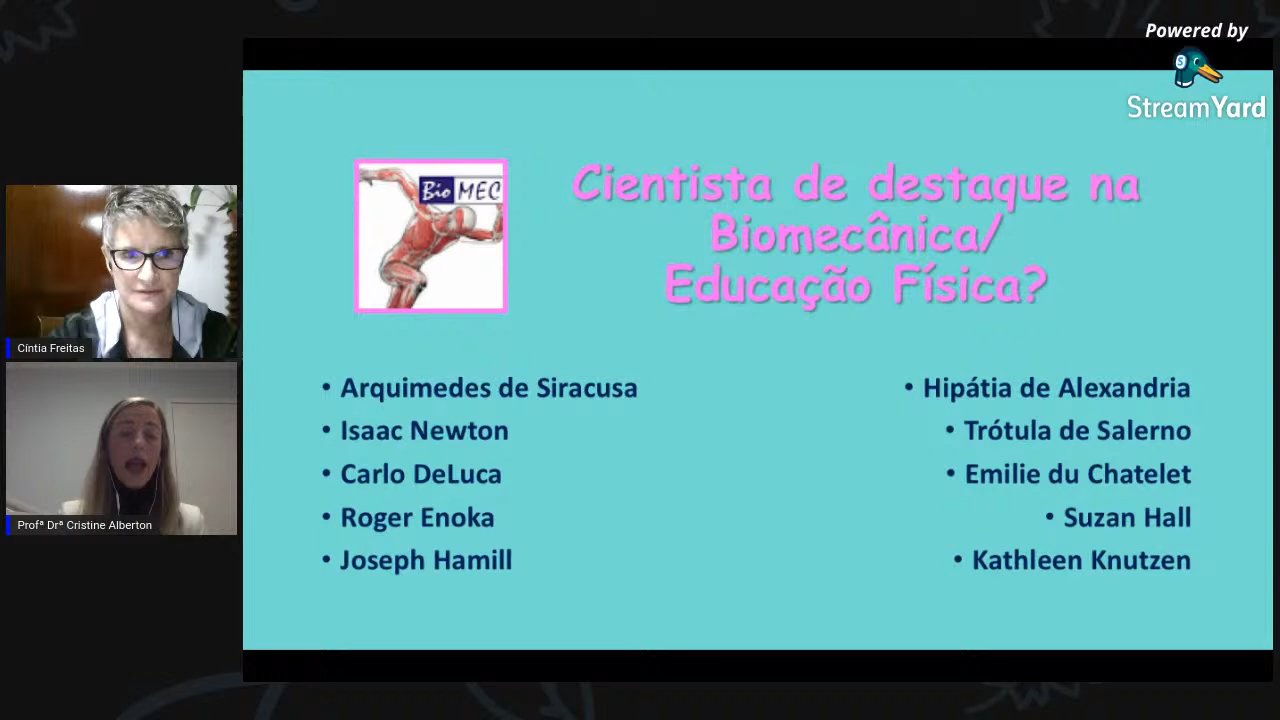 Powered by
StreamYard
Bio MEC
Cientista de destaque na
Biomecânica/
Educação Física?
Cíntia Freitas
Profª Drª Cristine Alberton
• Arquimedes de Siracusa
• Isaac Newton
• Carlo DeLuca
• Roger Enoka
• Joseph Hamill
• Hipátia de Alexandria
• Trótula de Salerno
• Emilie du Chatelet
• Suzan Hall
• Kathleen Knutzen